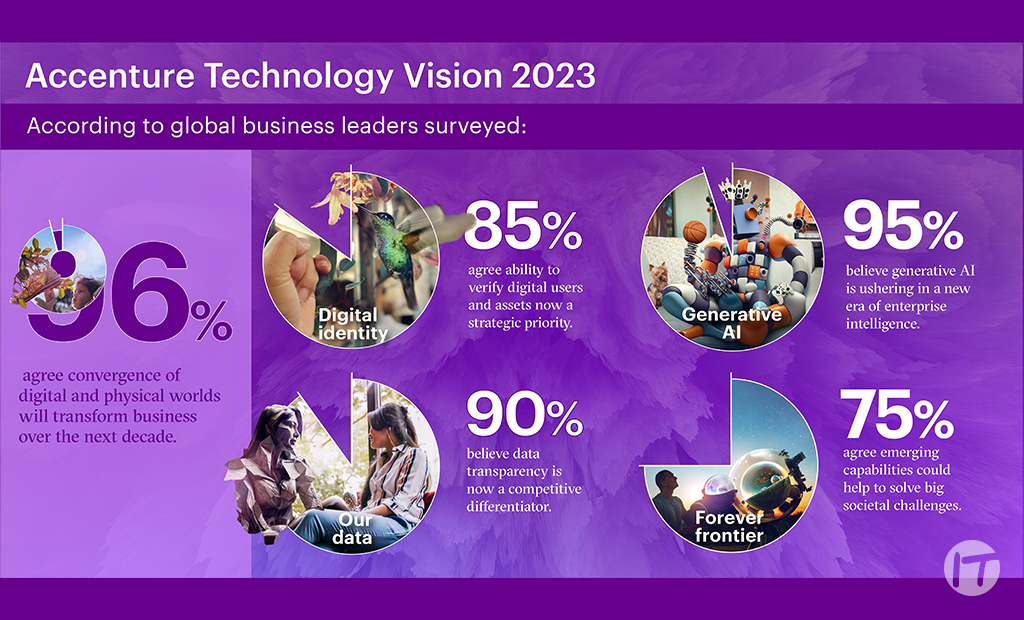 Accenture Technology Vision 2023
According to global business leaders surveyed:
96%
agree convergence of
digital and physical worlds
will transform business
over the next decade.
Digital
identity
85%
agree ability to
verify digital users
and assets now a
strategic priority.
Generative
AI
95%
believe generative AI
is ushering in a new
era of enterprise
intelligence.
Our
data
90%
believe data
transparency is
now a competitive
differentiator.
Forever
frontier
75%
agree emerging
capabilities could
help to solve big
societal challenges.
IT